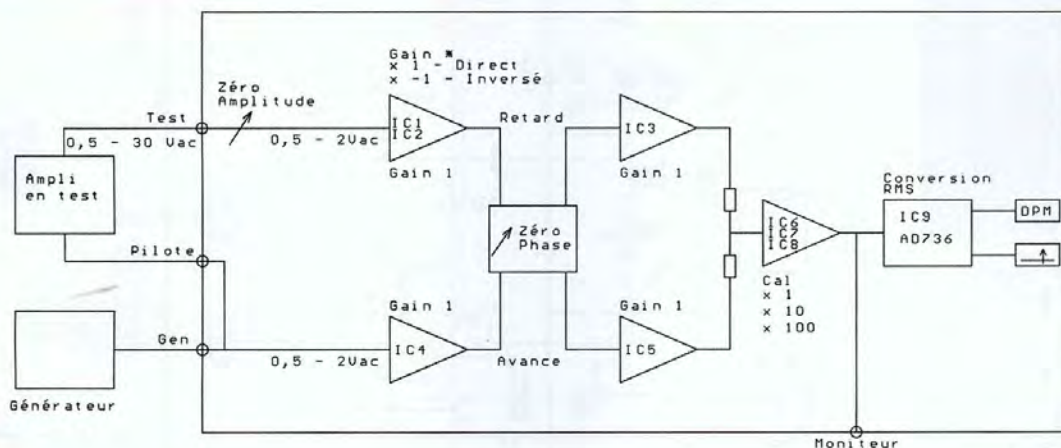 Gain *
x 1 - Direct
x -1 - Inversé
Zéro
Amplitude
Test
0,5 - 30 Vac
0,5 - 2Vac
IC1
IC2
Gain 1
Retard
IC3
Gain 1
Ampli
en test
Pilote
Zéro
Phase
Conversion
RMS
IC6
IC7
IC8
IC9
AD736
DPM
Cal
x 1
x 10
x 100
Gain 1
Gain 1
Gen
0,5 - 2Vac
IC4
Avance
IC5
Générateur
Moniteur